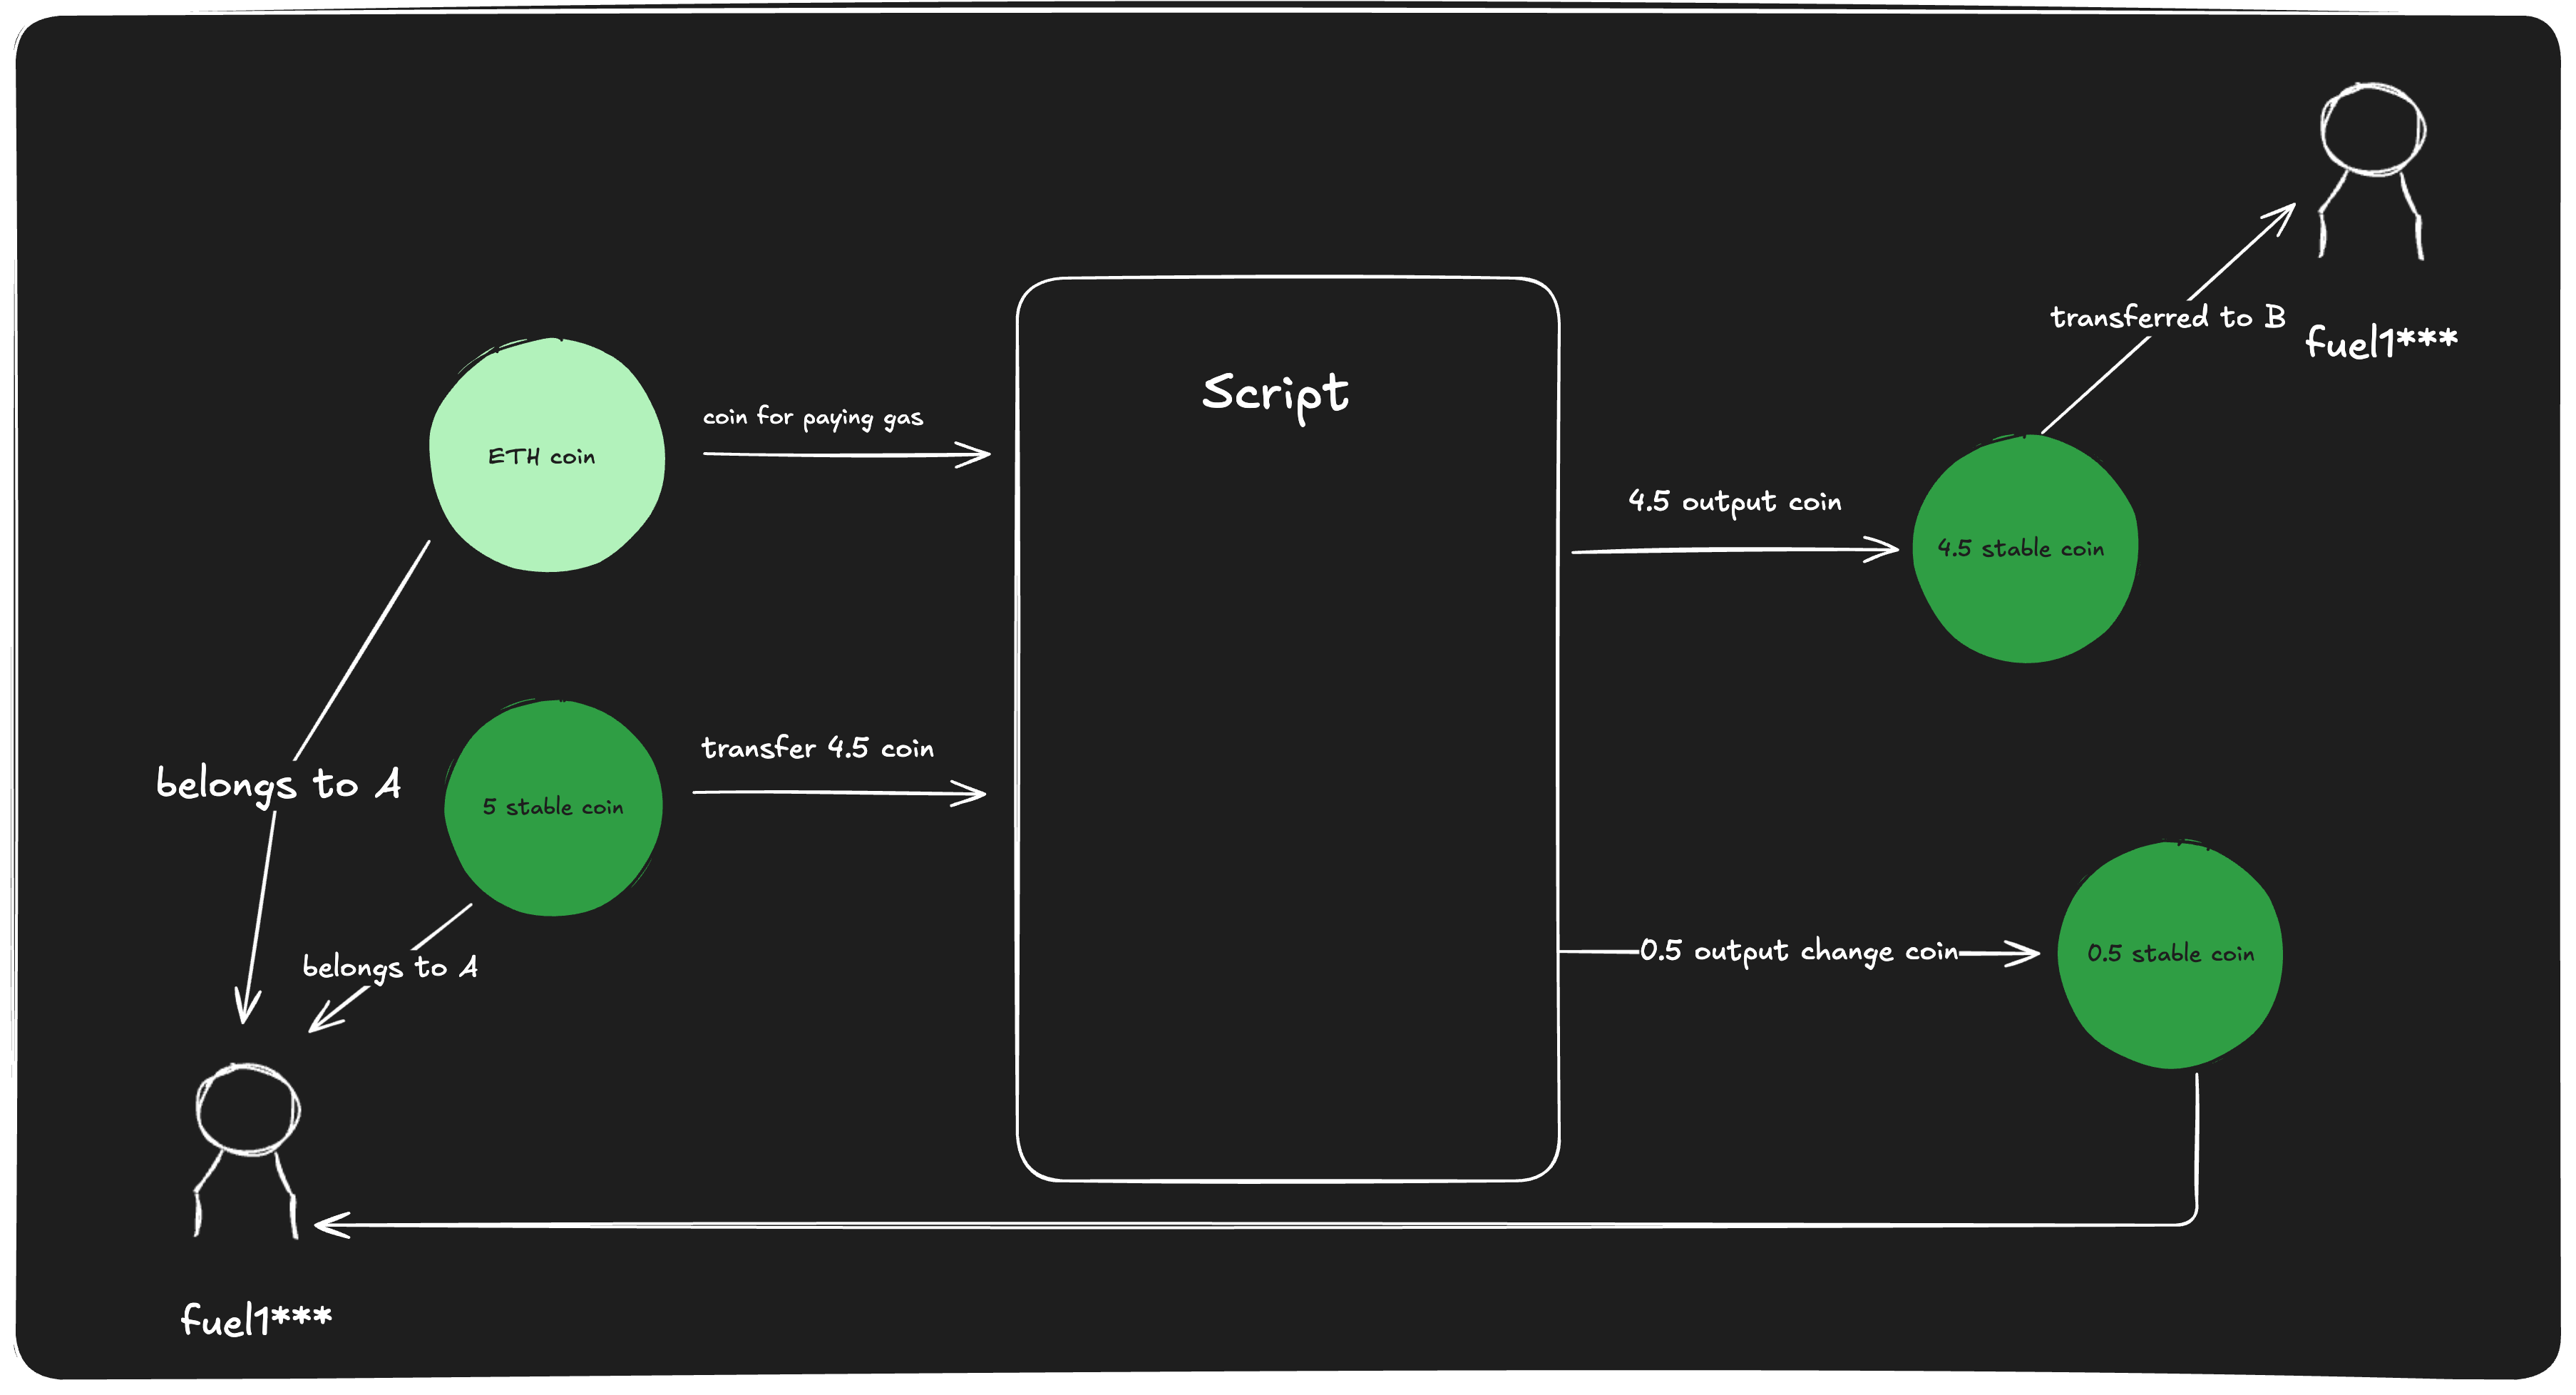 Script
ETH coin
coin for paying gas
belongs to A
5 stable coin
transfer 4.5 coin
belongs to A
fuel1***
4.5 output coin
4.5 stable coin
transferred to B
fuel1***
0.5 output change coin
0.5 stable coin